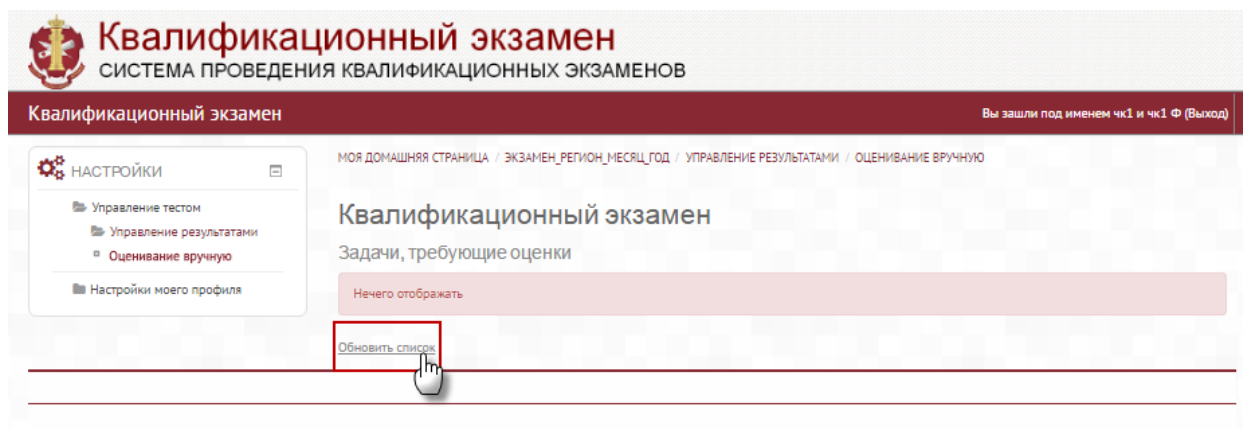 Квалификационный экзамен
СИСТЕМА ПРОВЕДЕНИЯ КВАЛИФИКАЦИОННЫХ ЭКЗАМЕНОВ
Квалификационный экзамен
Вы зашли под именем чк1 и чк1 Ф (Выход)
НАСТРОЙКИ
Управление тестом
Управление результатами
Оценивание вручную
Настройки моего профиля
МОЯ ДОМАШНЯЯ СТРАНИЦА / ЭКЗАМЕН_РЕГИОН_МЕСЯЦ_ГОД / УПРАВЛЕНИЕ РЕЗУЛЬТАТАМИ / ОЦЕНИВАНИЕ ВРУЧНУЮ
Квалификационный экзамен
Задачи, требующие оценки
Нечего отображать
Обновить список